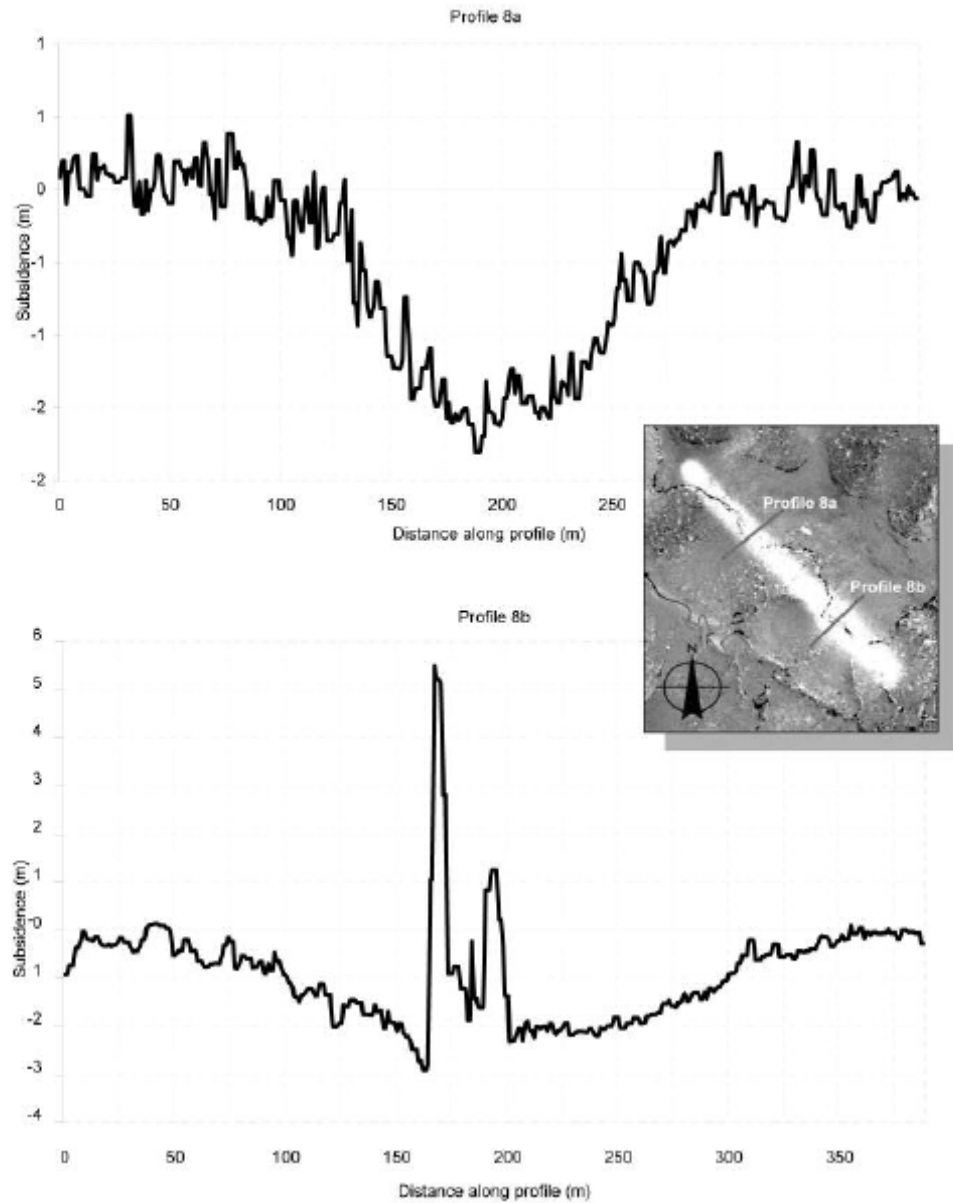 Profile 8a
1
1
0
-1
-1
-2
-2
Subsidence (m)
0 50 100 150 200 250
Distance along profile (m)
Profile 8a
Profile 8b
N
Profile 8b
6
5
4
3
2
1
-0
1
-2
-3
-4
Subsidence (m)
0 50 100 150 200 250 300 350
Distance along profile (m)